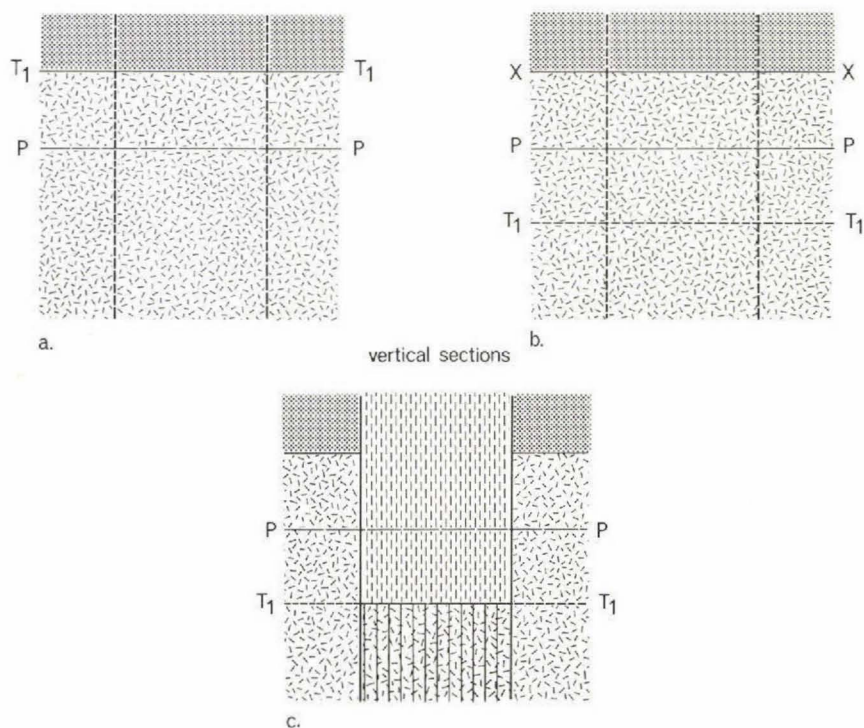 T1 T1
P P
a.
X X
P P
T1 T1
b.
vertical sections
P P
T1 T1
c.